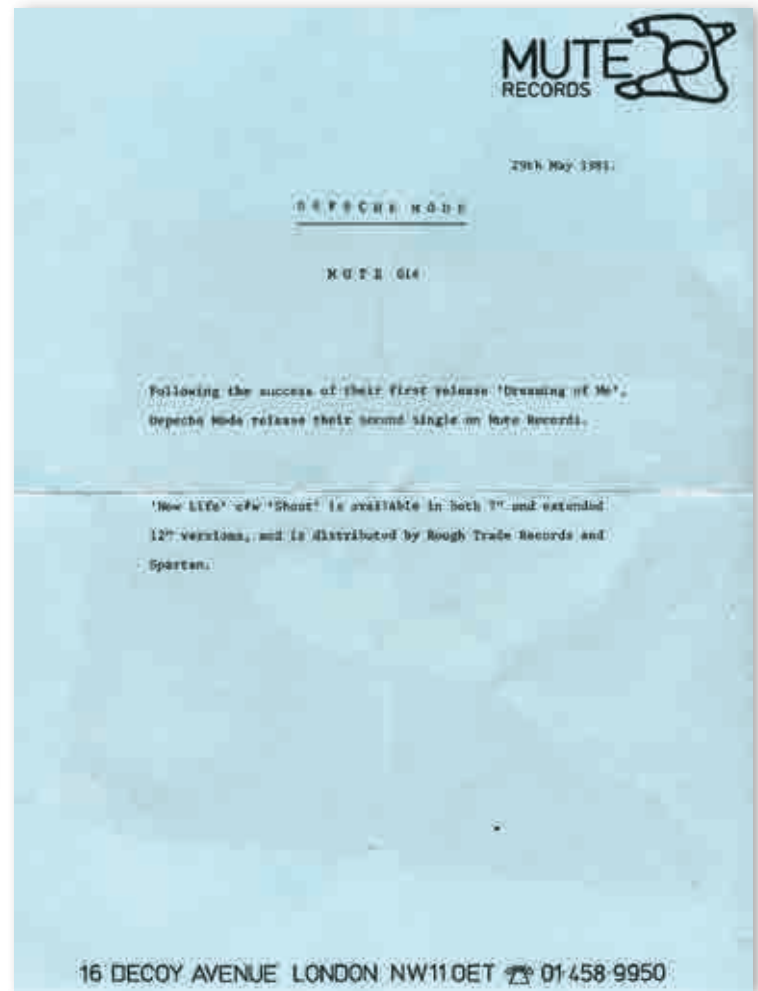 MUTE
RECORDS
29th May 1981.
DEPECHE MODE
MUTE 014
Following the success of their first release 'Dreaming of Me',
Depeche Mode release their second single on Mute Records.
'New Life' c/w 'Shout' is available in both 7" and extended
12" versions, and is distributed by Rough Trade Records and
Spartan.
16 DECOY AVENUE LONDON NW11 0ET ☎ 01 458 9950